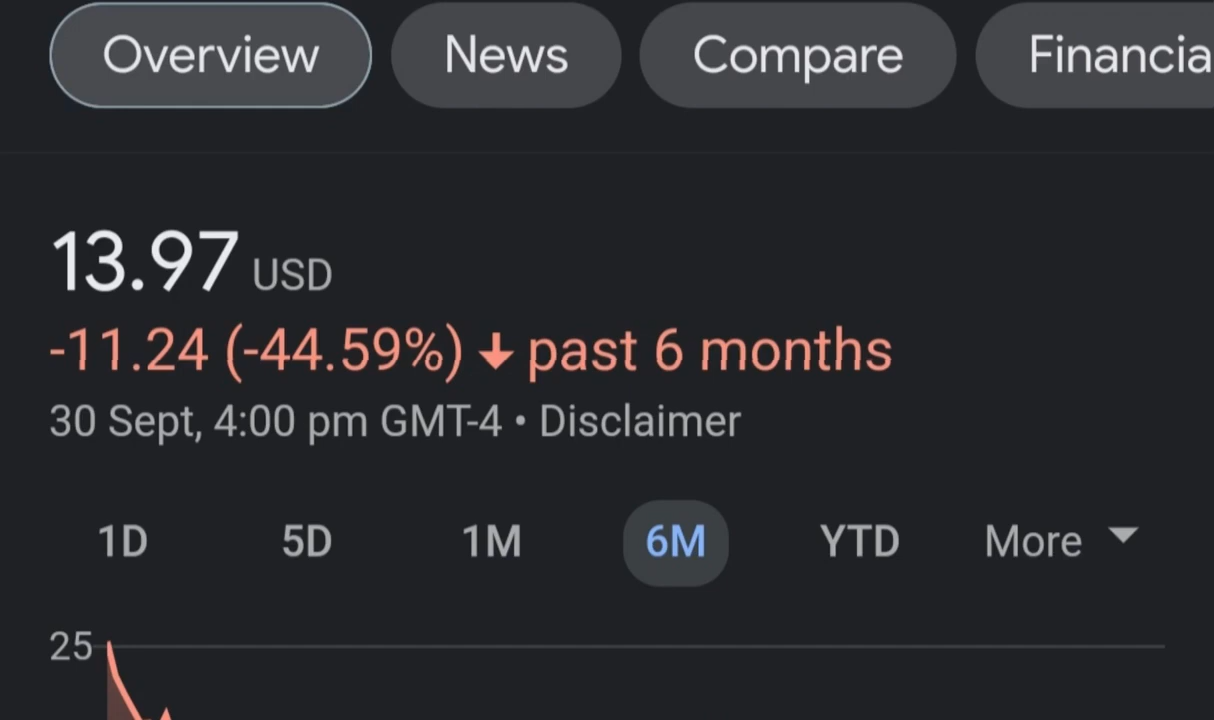 Overview News Compare Financia
13.97 USD
-11.24 (-44.59%) ↓ past 6 months
30 Sept, 4:00 pm GMT-4 • Disclaimer
1D 5D 1M 6M YTD More
25